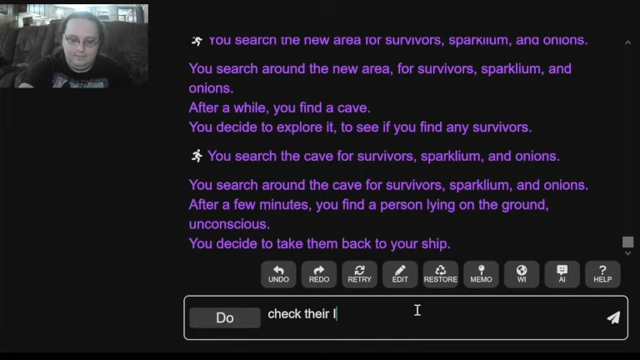 You search the new area for survivors, sparklium, and onions.
You search around the new area, for survivors, sparklium, and
onions.
After a while, you find a cave.
You decide to explore it, to see if you find any survivors.
You search the cave for survivors, sparklium, and onions.
You search around the cave for survivors, sparklium, and onions.
After a few minutes, you find a person lying on the ground,
unconscious.
You decide to take them back to your ship.
UNDO REDO RETRY EDIT RESTORE MEMO WI AI HELP
Do check their l